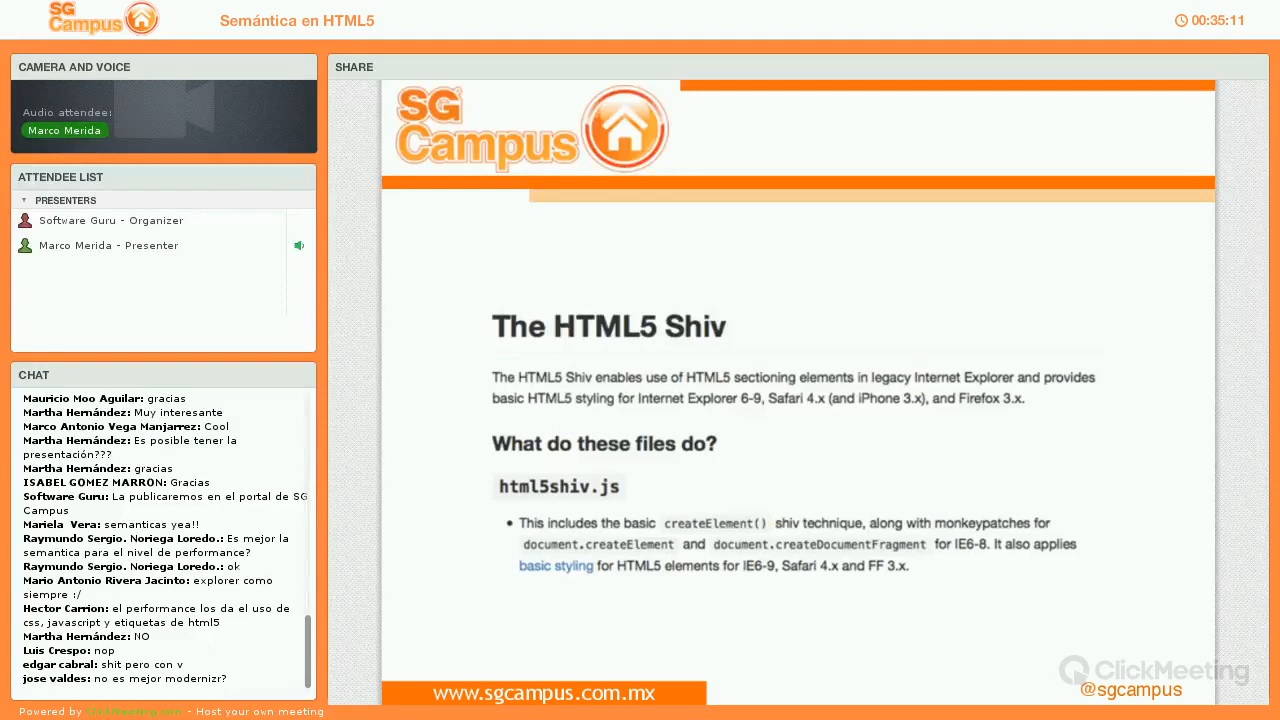 SG
Campus
Semántica en HTML5
00:35:11
CAMERA AND VOICE
Audio attendee:
Marco Merida
ATTENDEE LIST
PRESENTERS
Software Guru - Organizer
Marco Merida - Presenter
CHAT
Mauricio Moo Aguilar: gracias
Martha Hernández: Muy interesante
Marco Antonio Vega Manjarrez: Cool
Martha Hernández: Es posible tener la
presentación???
Martha Hernández: gracias
ISABEL GOMEZ MARRON: Gracias
Software Guru: La publicaremos en el portal de SG
Campus
Mariela Vera: semanticas yea!!
Raymundo Sergio. Noriega Loredo.: Es mejor la
semantica para el nivel de performance?
Raymundo Sergio. Noriega Loredo.: ok
Mario Antonio Rivera Jacinto: explorer como
siempre :/
Hector Carrion: el performance los da el uso de
css, javascript y etiquetas de html5
Martha Hernández: NO
Luis Crespo: nop
edgar cabral: shit pero con v
jose valdes: no es mejor modernizr?
Powered by ClickMeeting.com - Host your own meeting
SHARE
SG
Campus
The HTML5 Shiv
The HTML5 Shiv enables use of HTML5 sectioning elements in legacy Internet Explorer and provides
basic HTML5 styling for Internet Explorer 6-9, Safari 4.x (and iPhone 3.x), and Firefox 3.x.
What do these files do?
html5shiv.js
• This includes the basic createElement() shiv technique, along with monkeypatches for
document.createElement and document.createDocumentFragment for IE6-8. It also applies
basic styling for HTML5 elements for IE6-9, Safari 4.x and FF 3.x.
ClickMeeting
www.sgcampus.com.mx
@sgcampus